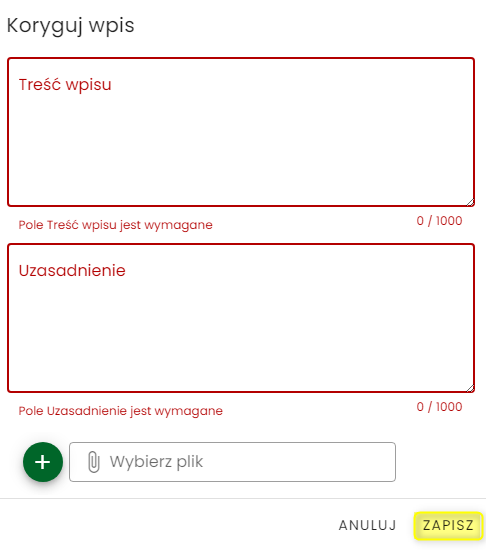 Koryguj wpis
Treść wpisu
Pole Treść wpisu jest wymagane 0 / 1000
Uzasadnienie
Pole Uzasadnienie jest wymagane 0 / 1000
+ Wybierz plik
ANULUJ ZAPISZ